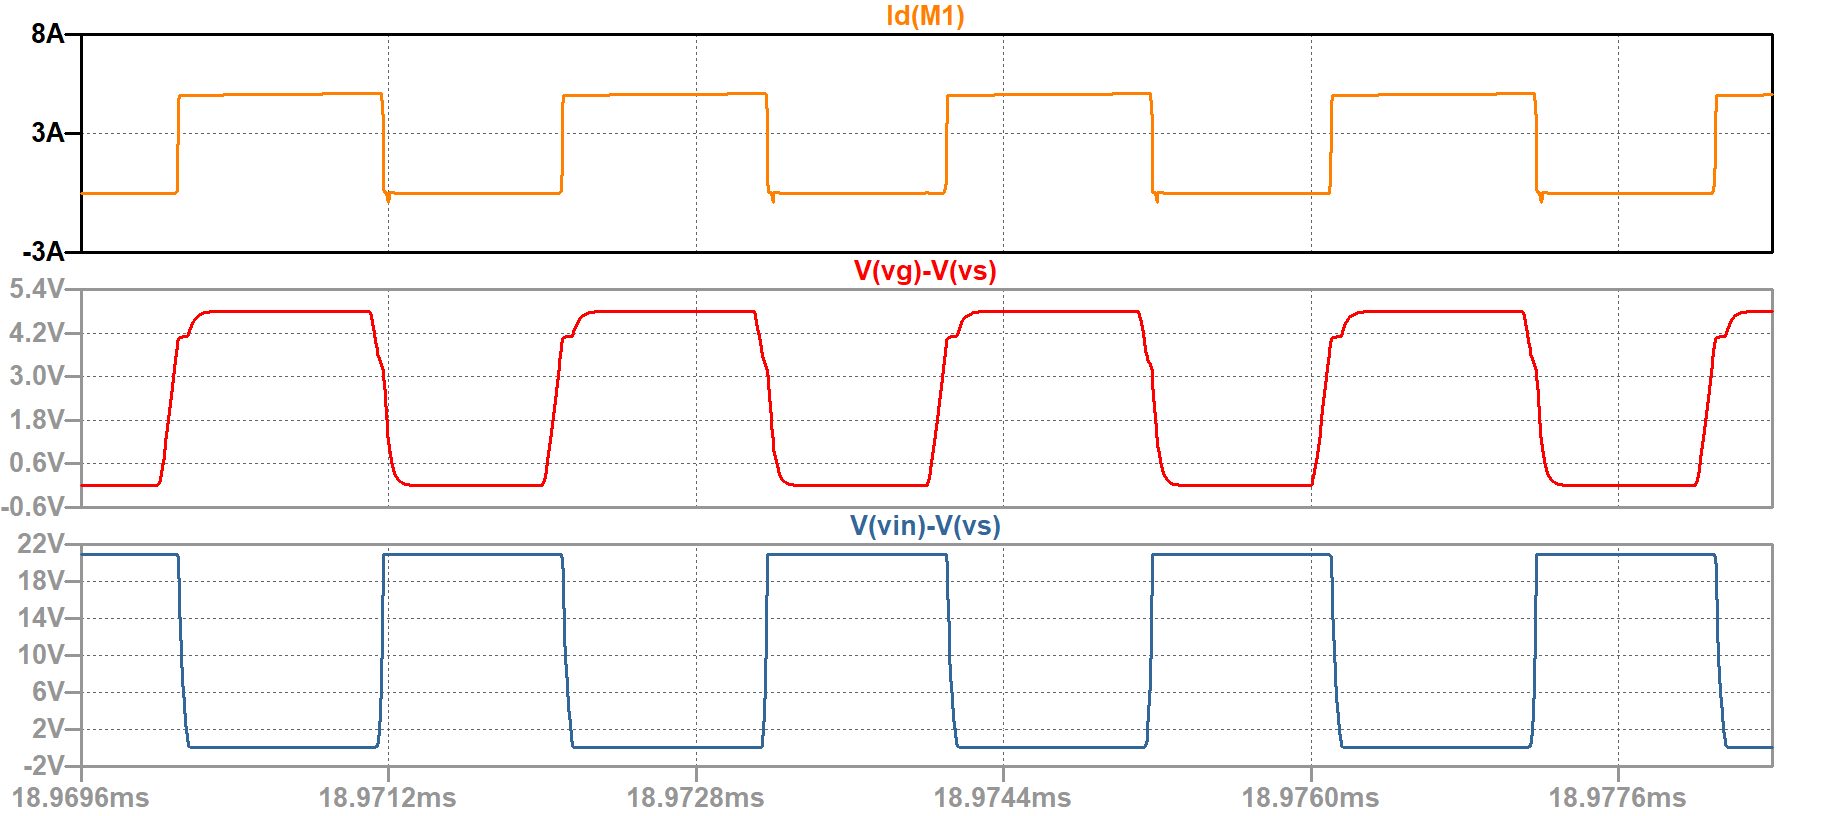 Id(M1)
8A
3A
-3A
V(vg)-V(vs)
5.4V
4.2V
3.0V
1.8V
0.6V
-0.6V
V(vin)-V(vs)
22V
18V
14V
10V
6V
2V
-2V
18.9696ms 18.9712ms 18.9728ms 18.9744ms 18.9760ms 18.9776ms